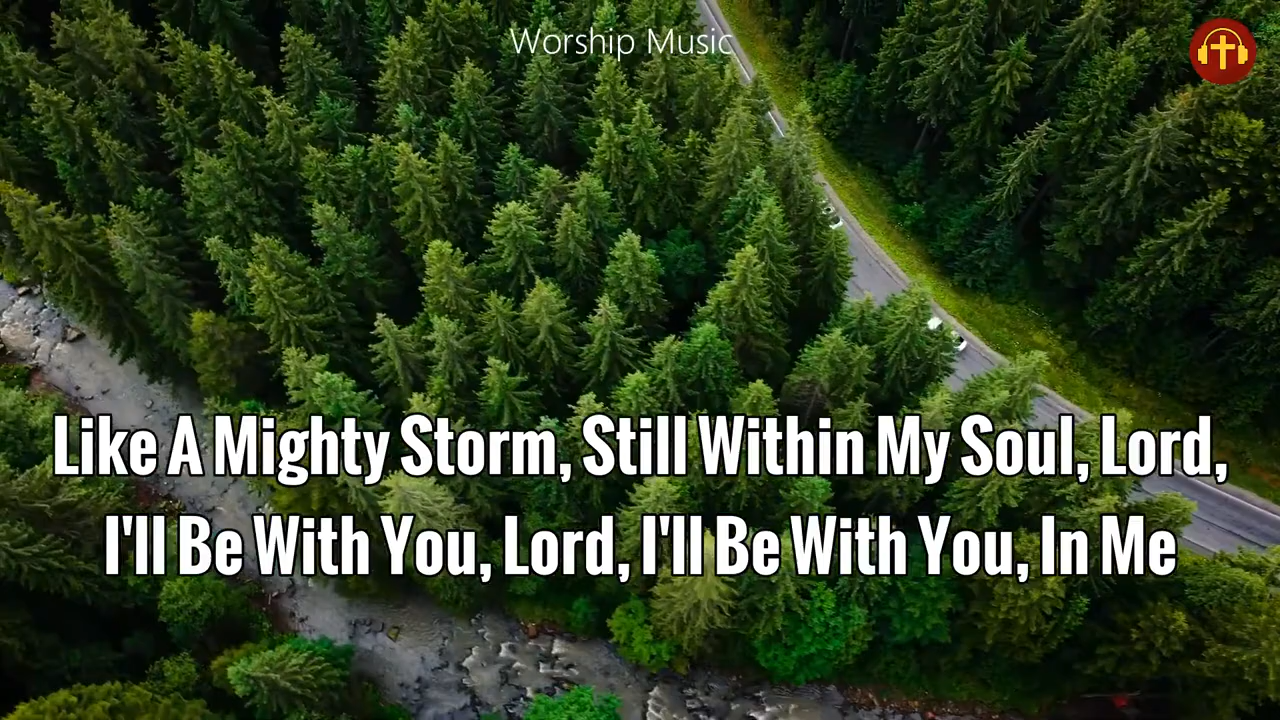 Worship Music
Like A Mighty Storm, Still Within My Soul, Lord,
I'll Be With You, Lord, I'll Be With You, In Me